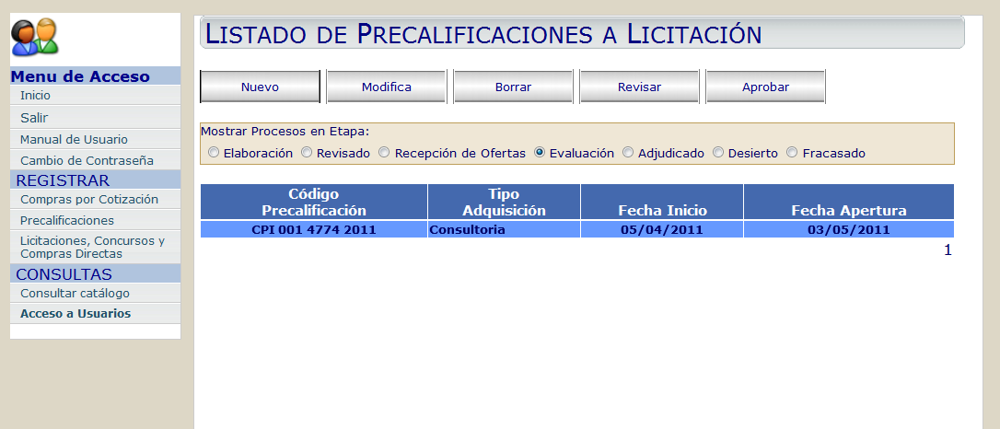 Menu de Acceso
Inicio
Salir
Manual de Usuario
Cambio de Contraseña
REGISTRAR
Compras por Cotización
Precalificaciones
Licitaciones, Concursos y
Compras Directas
CONSULTAS
Consultar catálogo
Acceso a Usuarios
LISTADO DE PRECALIFICACIONES A LICITACIÓN
Nuevo Modifica Borrar Revisar Aprobar
Mostrar Procesos en Etapa:
Elaboración Revisado Recepción de Ofertas Evaluación Adjudicado Desierto Fracasado
Código Tipo
Precalificación Adquisición Fecha Inicio Fecha Apertura
CPI 001 4774 2011 Consultoria 05/04/2011 03/05/2011
1